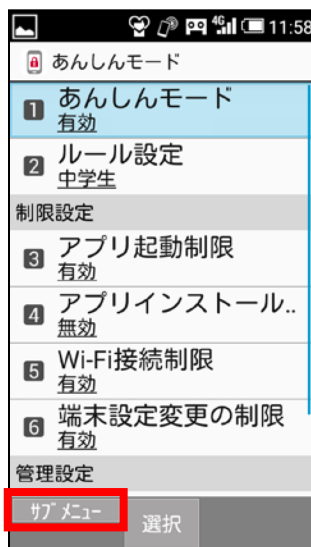 4G 11:58
あんしんモード
1 あんしんモード
有効
2 ルール設定
中学生
制限設定
3 アプリ起動制限
有効
4 アプリインストール..
無効
5 Wi-Fi接続制限
有効
6 端末設定変更の制限
有効
管理設定
ｻﾌﾞﾒﾆｭｰ
選択